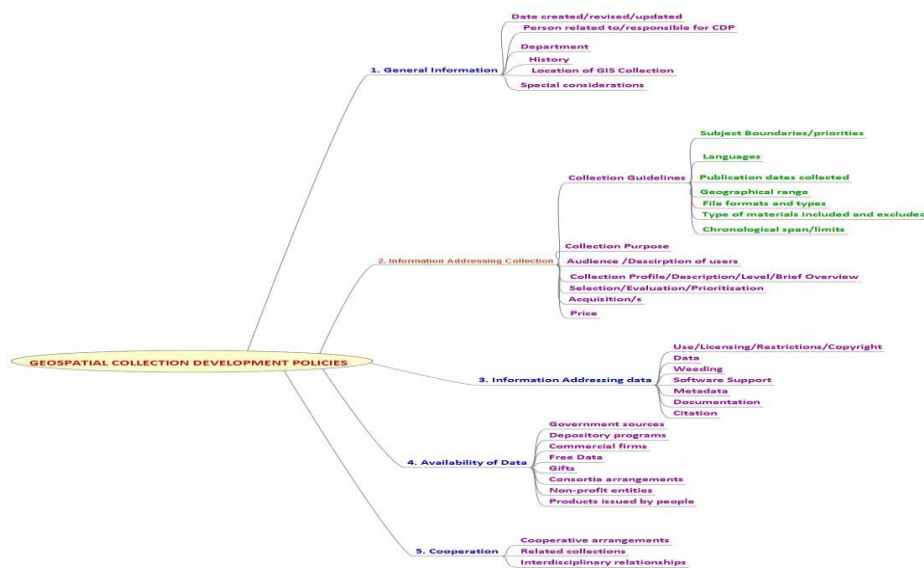 Date created/revised/updated
Person related to/responsible for CDP
Department
History
1. General Information
Location of GIS Collection
Special considerations
Subject Boundaries/priorities
Languages
Collection Guidelines
Publication dates collected
Geographical range
File formats and types
Type of materials included and excluded
Chronological span/limits
Collection Purpose
2. Information Addressing Collection
Audience /Descirption of users
Collection Profile/Description/Level/Brief Overview
Selection/Evaluation/Prioritization
Acquisition/s
Price
GEOSPATIAL COLLECTION DEVELOPMENT POLICIES
Use/Licensing/Restrictions/Copyright
Data
Weeding
3. Information Addressing data
Software Support
Metadata
Documentation
Citation
Government sources
Depository programs
Commercial firms
4. Availability of Data
Free Data
Gifts
Consortia arrangements
Non-profit entities
Products issued by people
Cooperative arrangements
5. Cooperation
Related collections
Interdisciplinary relationships